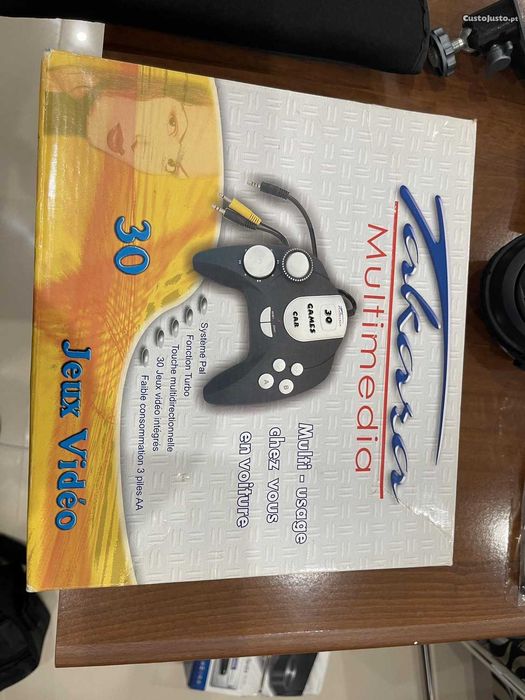 Takara
Multimedia
30
GAMES
CAR
A
B
Multi - usage
chez vous
en voiture
Système Pal
Fonction Turbo
Touche multidirectionnelle
30 Jeux vidéo intégrés
Faible consommation 3 piles AA
30 Jeux Vidéo
CustoJusto.pt